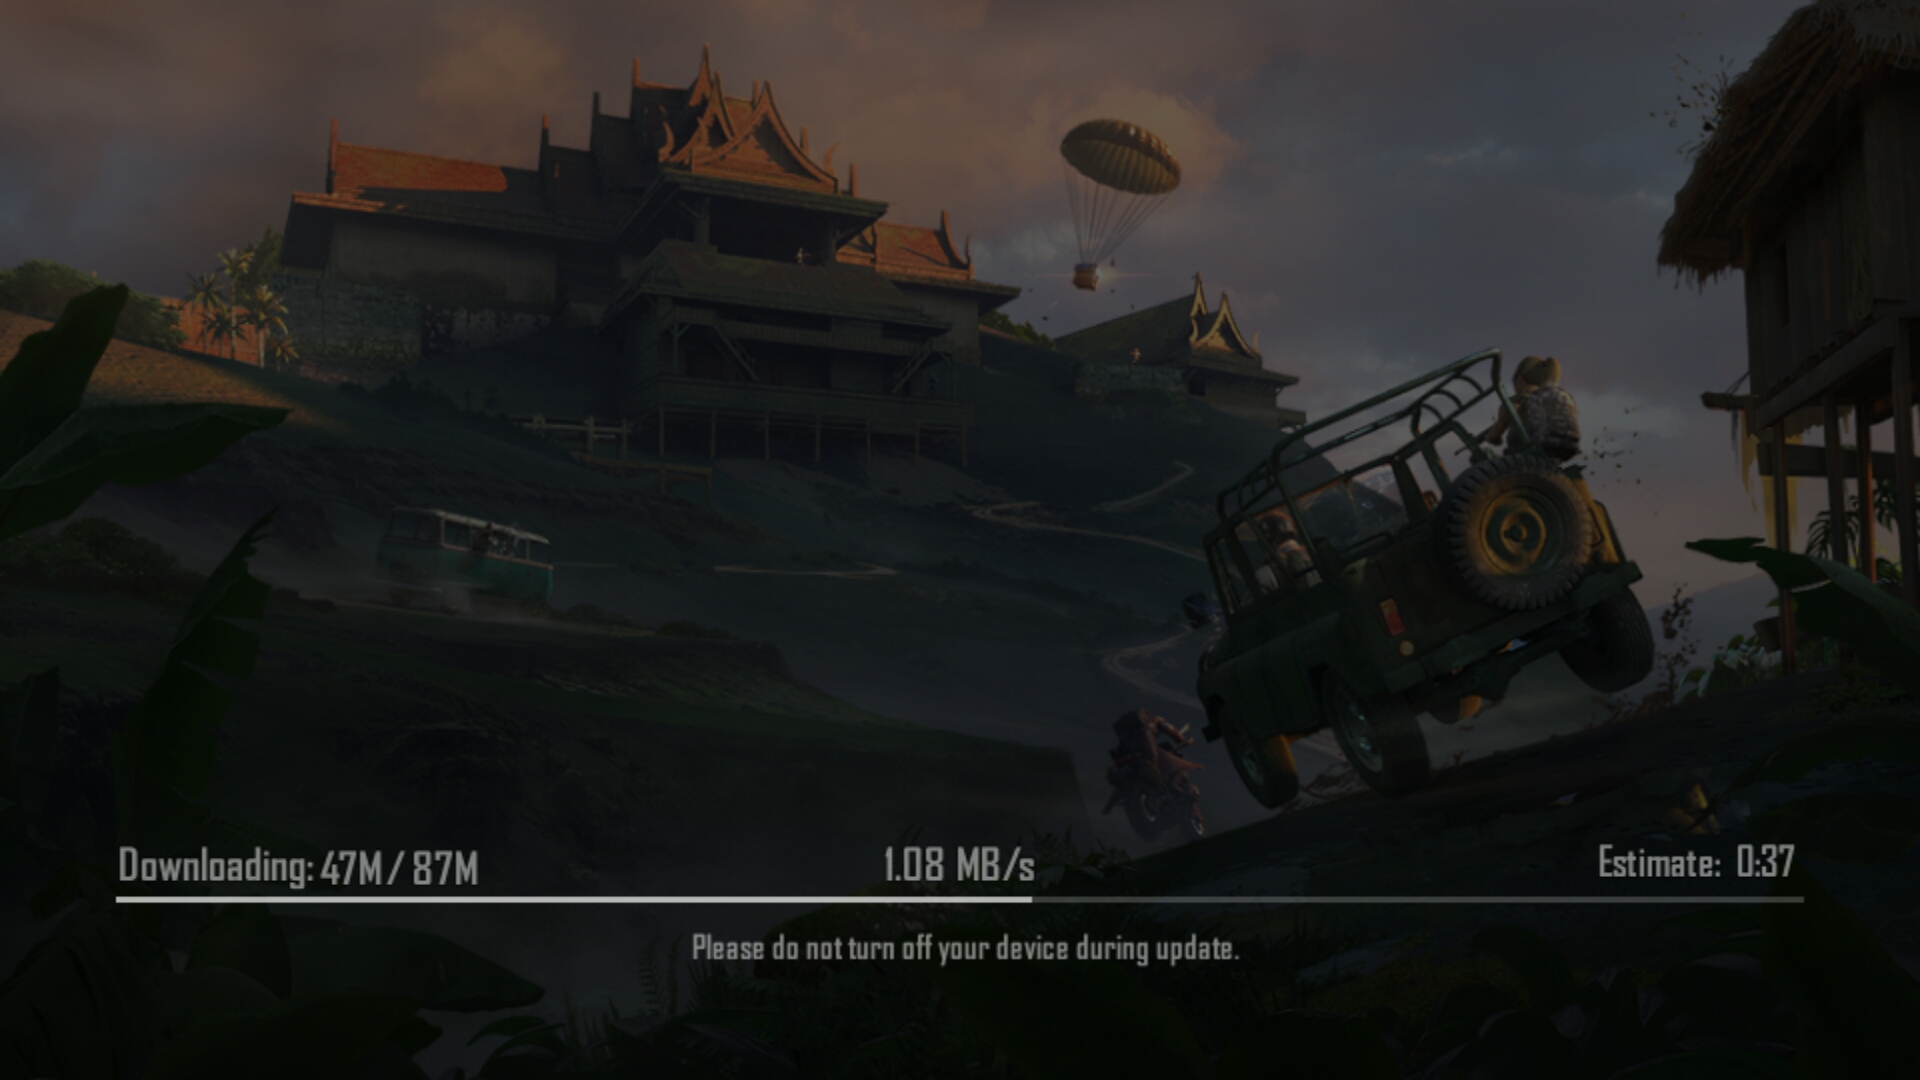 Downloading: 47M / 87M
1.08 MB/s
Estimate: 0:37
Please do not turn off your device during update.